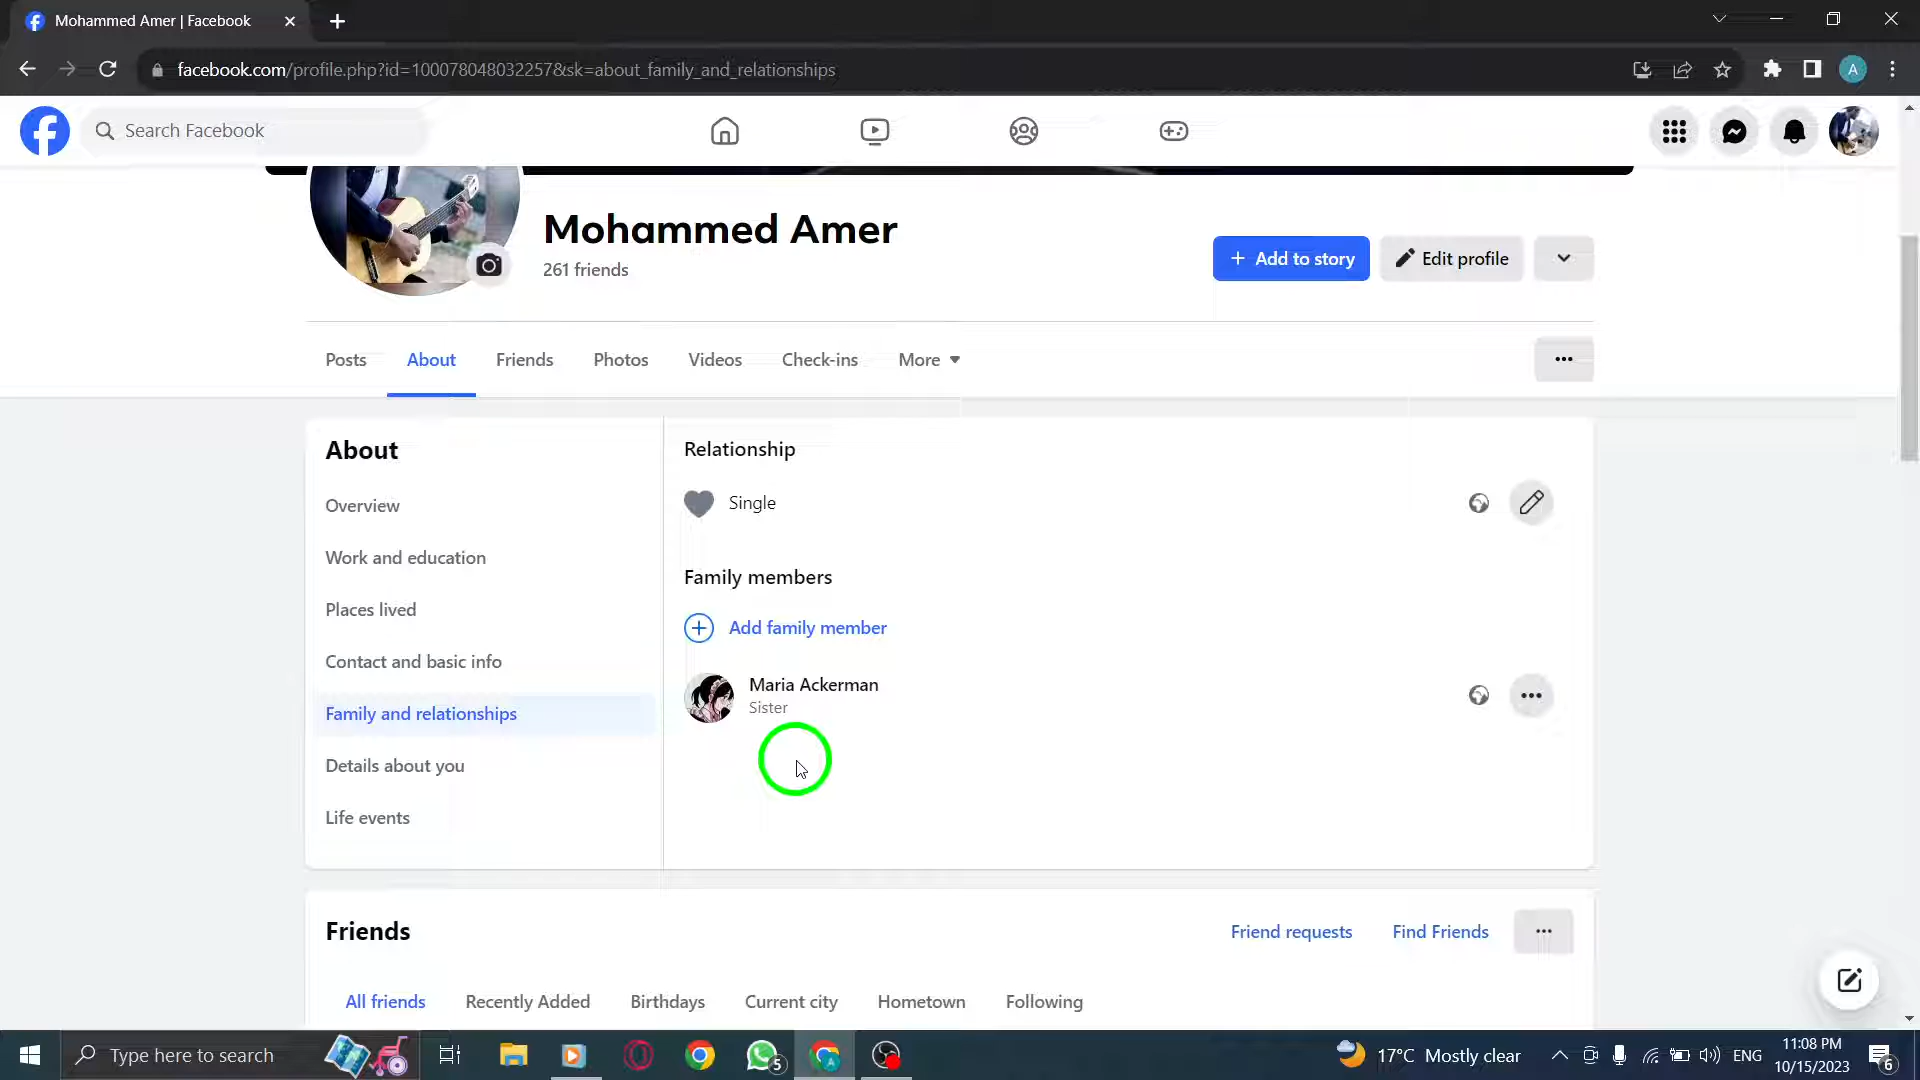 Mohammed Amer | Facebook
facebook.com/profile.php?id=100078048032257&sk=about_family_and_relationships
A
Search Facebook
Mohammed Amer
261 friends
Add to story
Edit profile
Posts About Friends Photos Videos Check-ins More
About
Overview
Work and education
Places lived
Contact and basic info
Family and relationships
Details about you
Life events
Relationship
Single
Family members
Add family member
Maria Ackerman
Sister
Friends
Friend requests Find Friends
All friends Recently Added Birthdays Current city Hometown Following
Type here to search
5
A
17°C Mostly clear
ENG
11:08 PM
10/15/2023
6